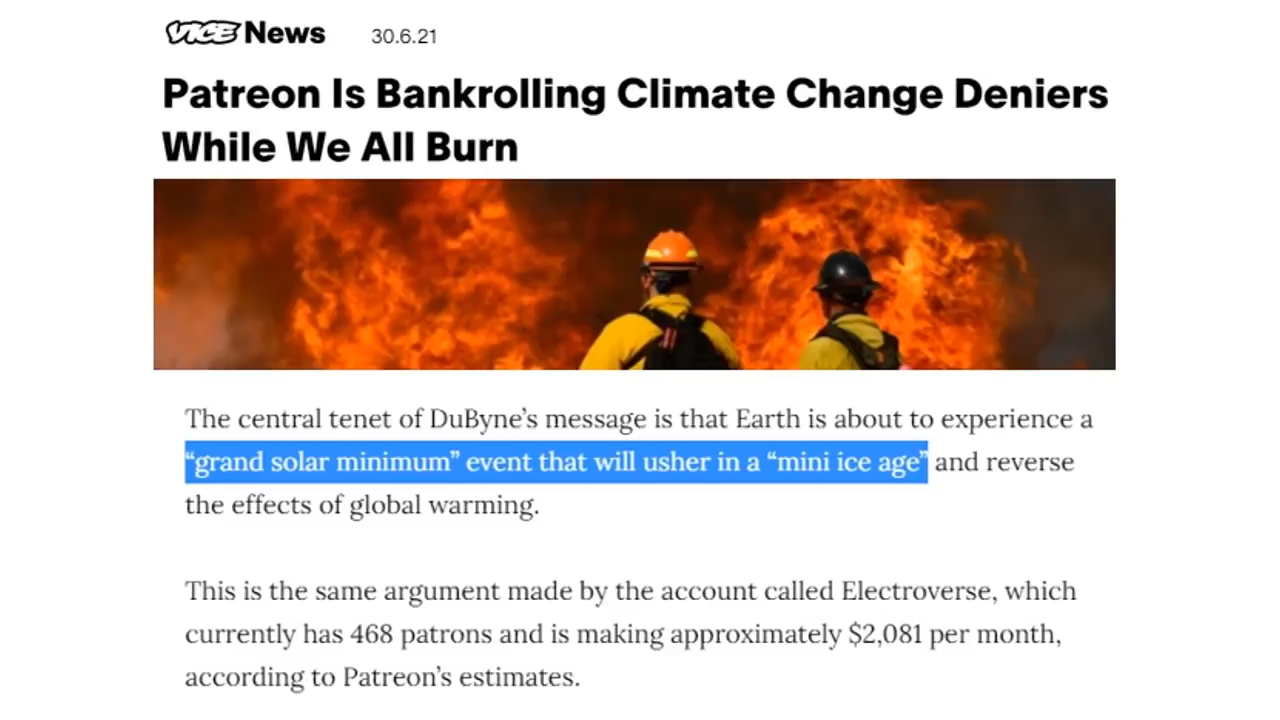 VICE News 30.6.21
Patreon Is Bankrolling Climate Change Deniers
While We All Burn
The central tenet of DuByne’s message is that Earth is about to experience a
“grand solar minimum” event that will usher in a “mini ice age” and reverse
the effects of global warming.
This is the same argument made by the account called Electroverse, which
currently has 468 patrons and is making approximately $2,081 per month,
according to Patreon’s estimates.